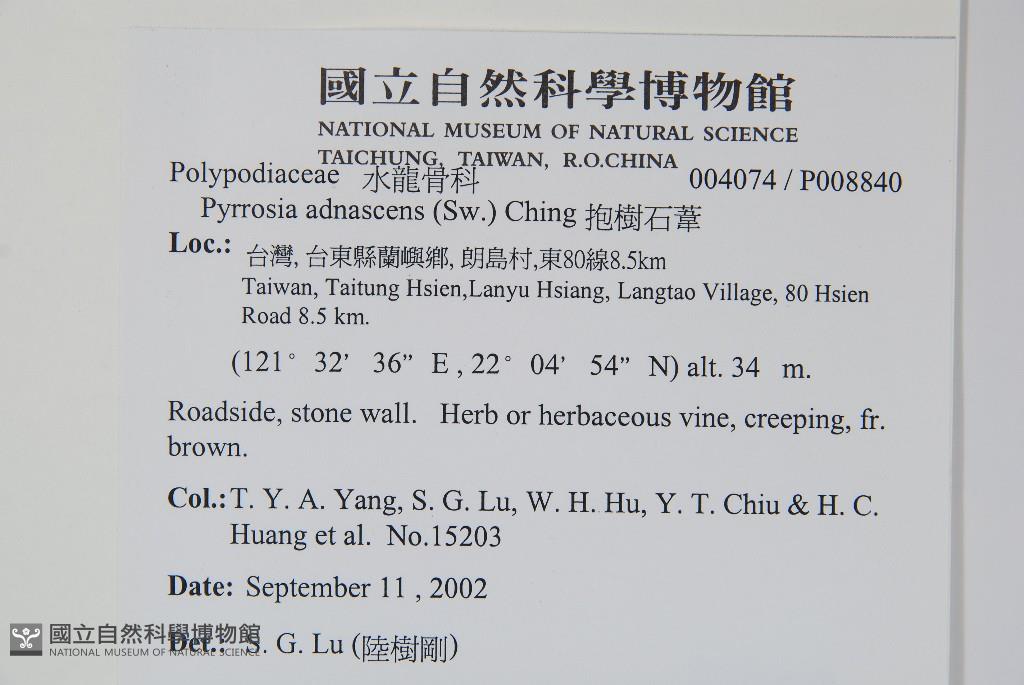 國立自然科學博物館
NATIONAL MUSEUM OF NATURAL SCIENCE
TAICHUNG, TAIWAN, R.O.CHINA
Polypodiaceae 水龍骨科 004074 / P008840
Pyrrosia adnascens (Sw.) Ching 抱樹石葦
Loc.: 台灣, 台東縣蘭嶼鄉, 朗島村,東80線8.5km
Taiwan, Taitung Hsien,Lanyu Hsiang, Langtao Village, 80 Hsien
Road 8.5 km.
(121° 32’ 36” E , 22° 04’ 54” N) alt. 34 m.
Roadside, stone wall. Herb or herbaceous vine, creeping, fr.
brown.
Col.: T. Y. A. Yang, S. G. Lu, W. H. Hu, Y. T. Chiu & H. C.
Huang et al. No.15203
Date: September 11 , 2002
Det.: S. G. Lu (陸樹剛)
國立自然科學博物館
NATIONAL MUSEUM OF NATURAL SCIENCE